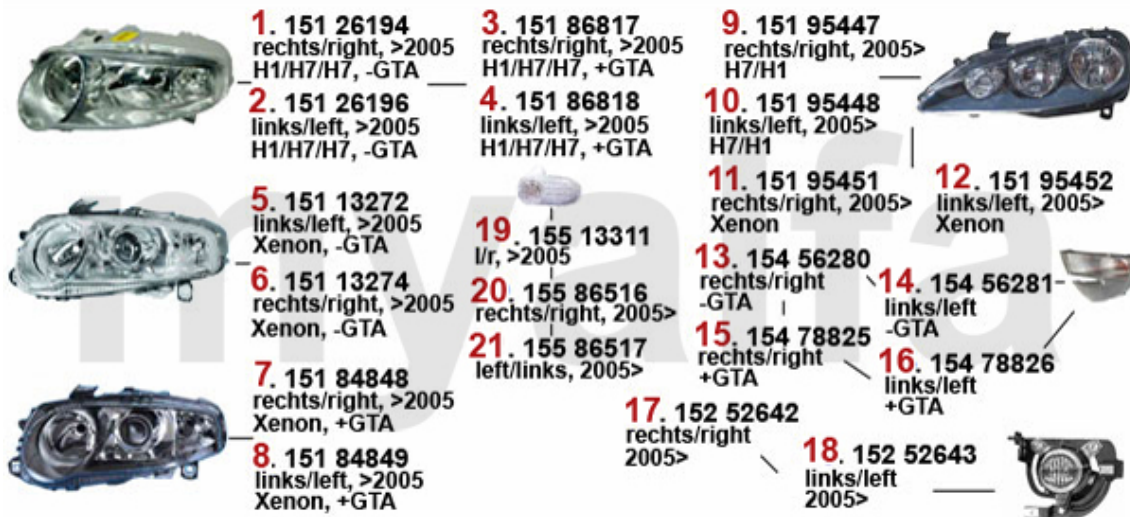 1. 151 26194
rechts/right, >2005
H1/H7/H7, -GTA
2. 151 26196
links/left, >2005
H1/H7/H7, -GTA
3. 151 86817
rechts/right, >2005
H1/H7/H7, +GTA
4. 151 86818
links/left, >2005
H1/H7/H7, +GTA
5. 151 13272
links/left, >2005
Xenon, -GTA
6. 151 13274
rechts/right, >2005
Xenon, -GTA
7. 151 84848
rechts/right, >2005
Xenon, +GTA
8. 151 84849
links/left, >2005
Xenon, +GTA
19. 155 13311
l/r, >2005
20. 155 86516
rechts/right, 2005>
21. 155 86517
left/links, 2005>
9. 151 95447
rechts/right, 2005>
H7/H1
10. 151 95448
links/left, 2005>
H7/H1
11. 151 95451
rechts/right, 2005>
Xenon
12. 151 95452
links/left, 2005>
Xenon
13. 154 56280
rechts/right
-GTA
14. 154 56281
links/left
-GTA
15. 154 78825
rechts/right
+GTA
16. 154 78826
links/left
+GTA
17. 152 52642
rechts/right
2005>
18. 152 52643
links/left
2005>
myalfa